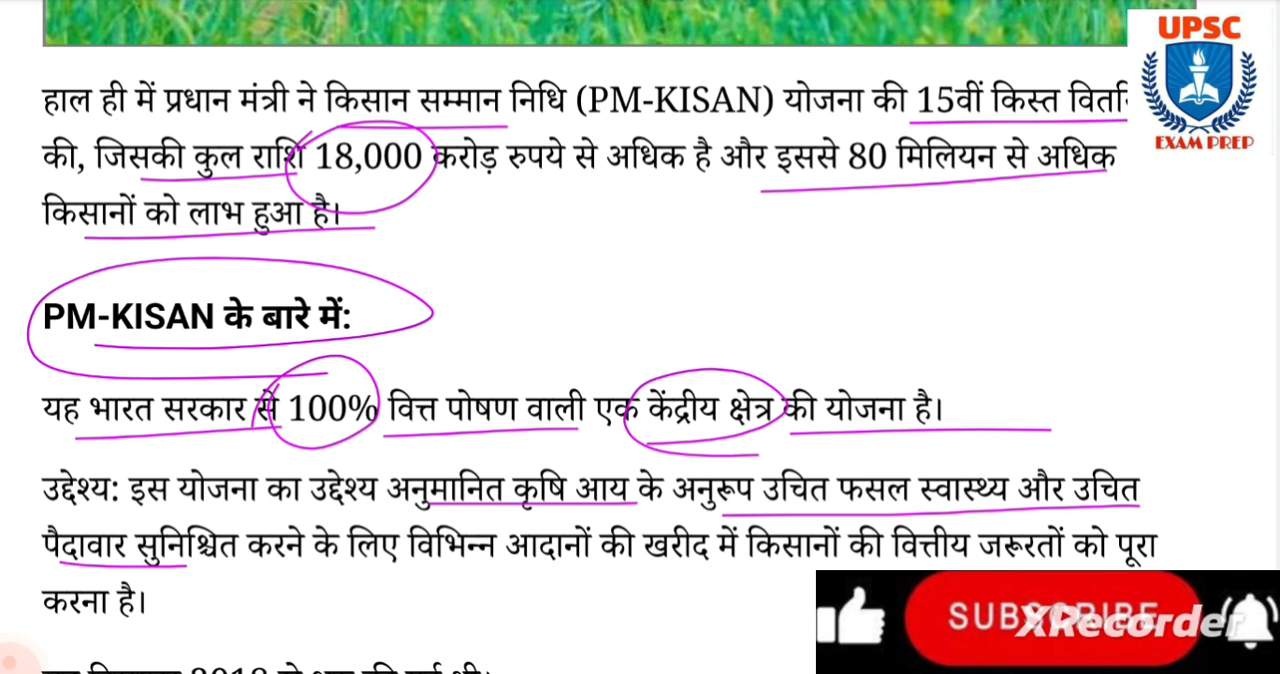 UPSC
EXAM PREP
हाल ही में प्रधान मंत्री ने किसान सम्मान निधि (PM-KISAN) योजना की 15वीं किस्त
की, जिसकी कुल राशि 18,000 करोड़ रुपये से अधिक है और इससे 80 मिलियन से अधिक
किसानों को लाभ हुआ है।
PM-KISAN के बारे में:
यह भारत सरकार से 100% वित्त पोषण वाली एक केंद्रीय क्षेत्र की योजना है।
उद्देश्य: इस योजना का उद्देश्य अनुमानित कृषि आय के अनुरूप उचित फसल स्वास्थ्य और उचित
पैदावार सुनिश्चित करने के लिए विभिन्न आदानों की खरीद में किसानों की वित्तीय जरूरतों को पूरा
करना है।
SUBSCRIBE
XRecorder